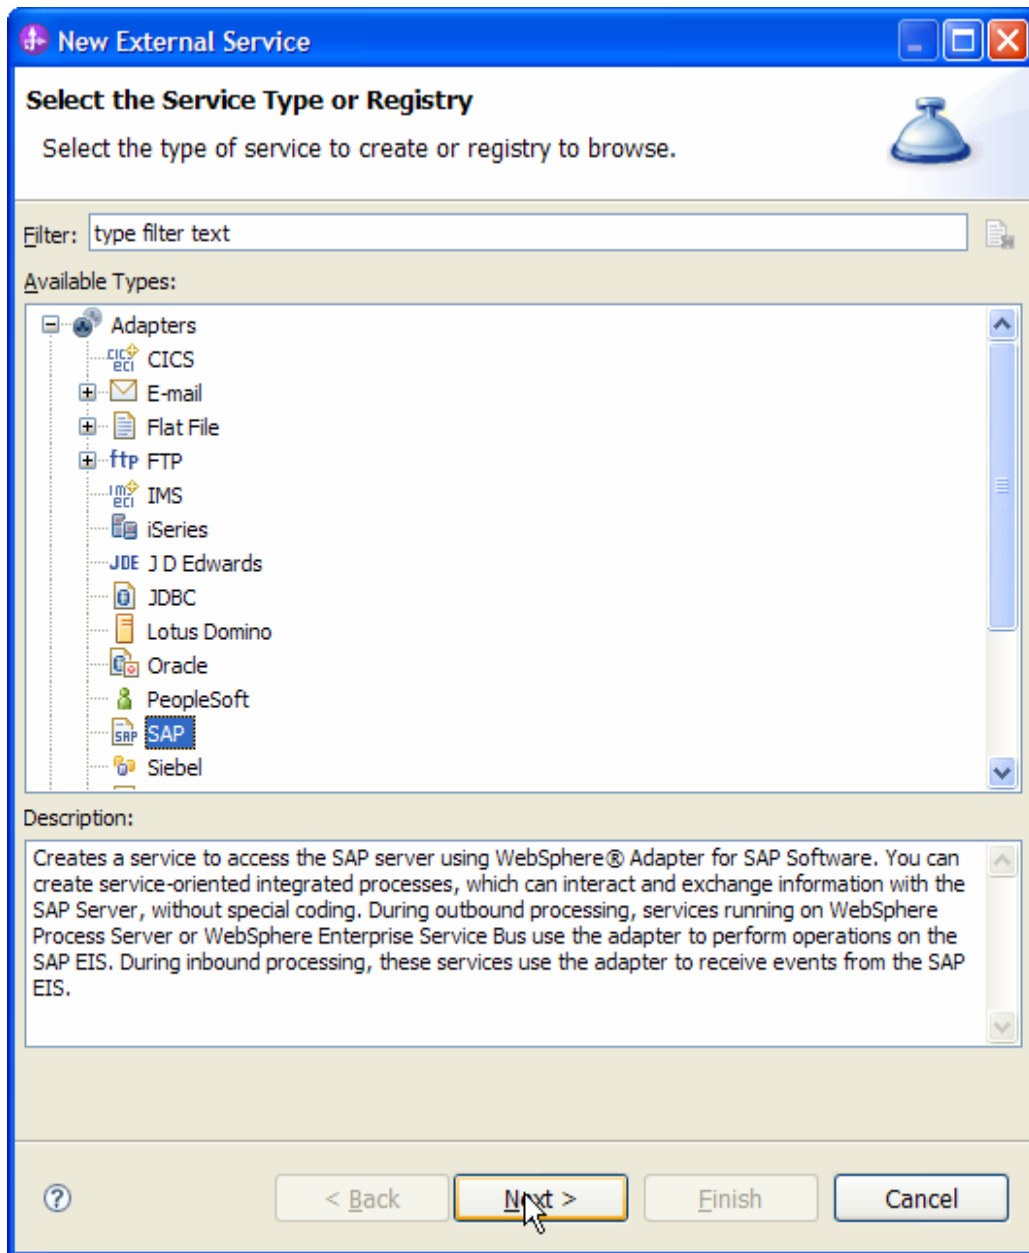 New External Service
Select the Service Type or Registry
Select the type of service to create or registry to browse.
Filter: type filter text
Available Types:
Adapters
CICS
E-mail
Flat File
ftp FTP
IMS
iSeries
JDE J D Edwards
JDBC
Lotus Domino
Oracle
PeopleSoft
SAP SAP
Siebel
Description:
Creates a service to access the SAP server using WebSphere® Adapter for SAP Software. You can
create service-oriented integrated processes, which can interact and exchange information with the
SAP Server, without special coding. During outbound processing, services running on WebSphere
Process Server or WebSphere Enterprise Service Bus use the adapter to perform operations on the
SAP EIS. During inbound processing, these services use the adapter to receive events from the SAP
EIS.
< Back Next > Finish Cancel